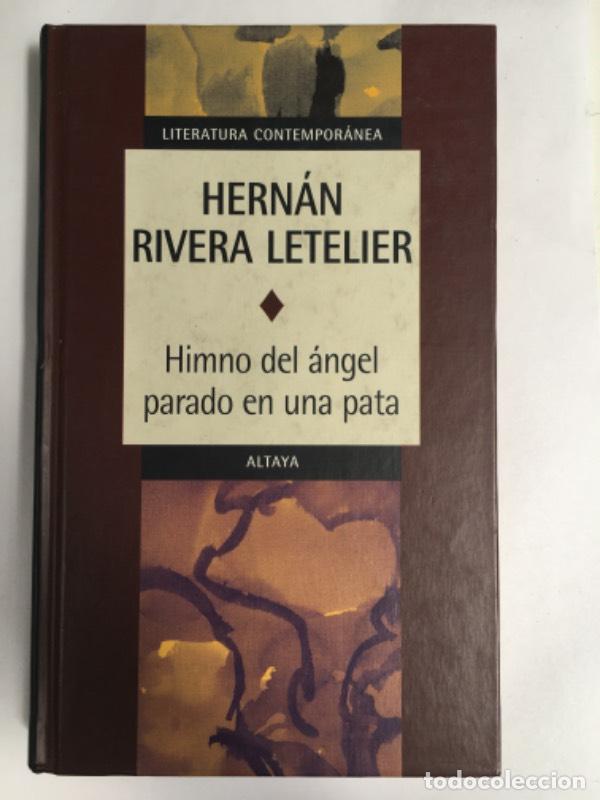 LITERATURA CONTEMPORÁNEA
HERNÁN
RIVERA LETELIER
Himno del ángel
parado en una pata
ALTAYA
todocoleccion